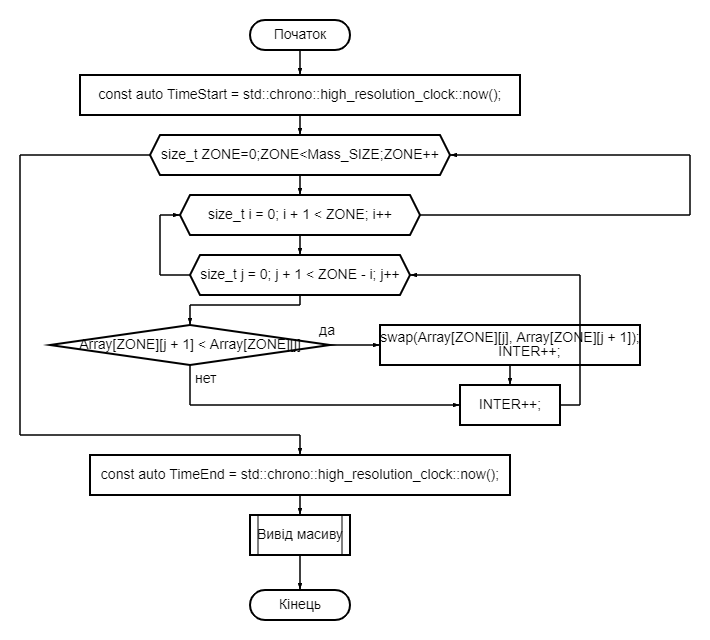 Початок
const auto TimeStart = std::chrono::high_resolution_clock::now();
size_t ZONE=0;ZONE<Mass_SIZE;ZONE++
size_t i = 0; i + 1 < ZONE; i++
size_t j = 0; j + 1 < ZONE - i; j++
Array[ZONE][j + 1] < Array[ZONE][j]
да
swap(Array[ZONE][j], Array[ZONE][j + 1]);
INTER++;
нет
INTER++;
const auto TimeEnd = std::chrono::high_resolution_clock::now();
Вивід масиву
Кінець